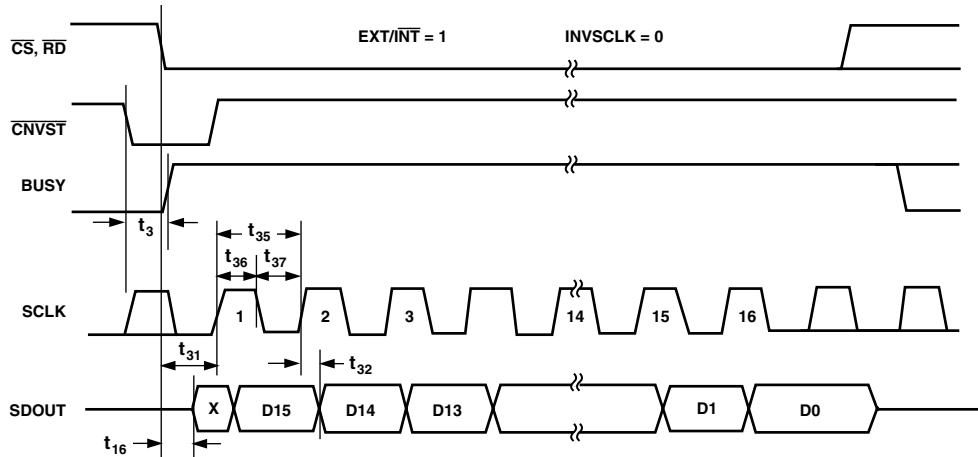 CS, RD
EXT/INT = 1
INVSCLK = 0
CNVST
BUSY
t3
t35
t36
t37
SCLK
1
2
3
14
15
16
t31
t32
SDOUT
X
D15
D14
D13
D1
D0
t16